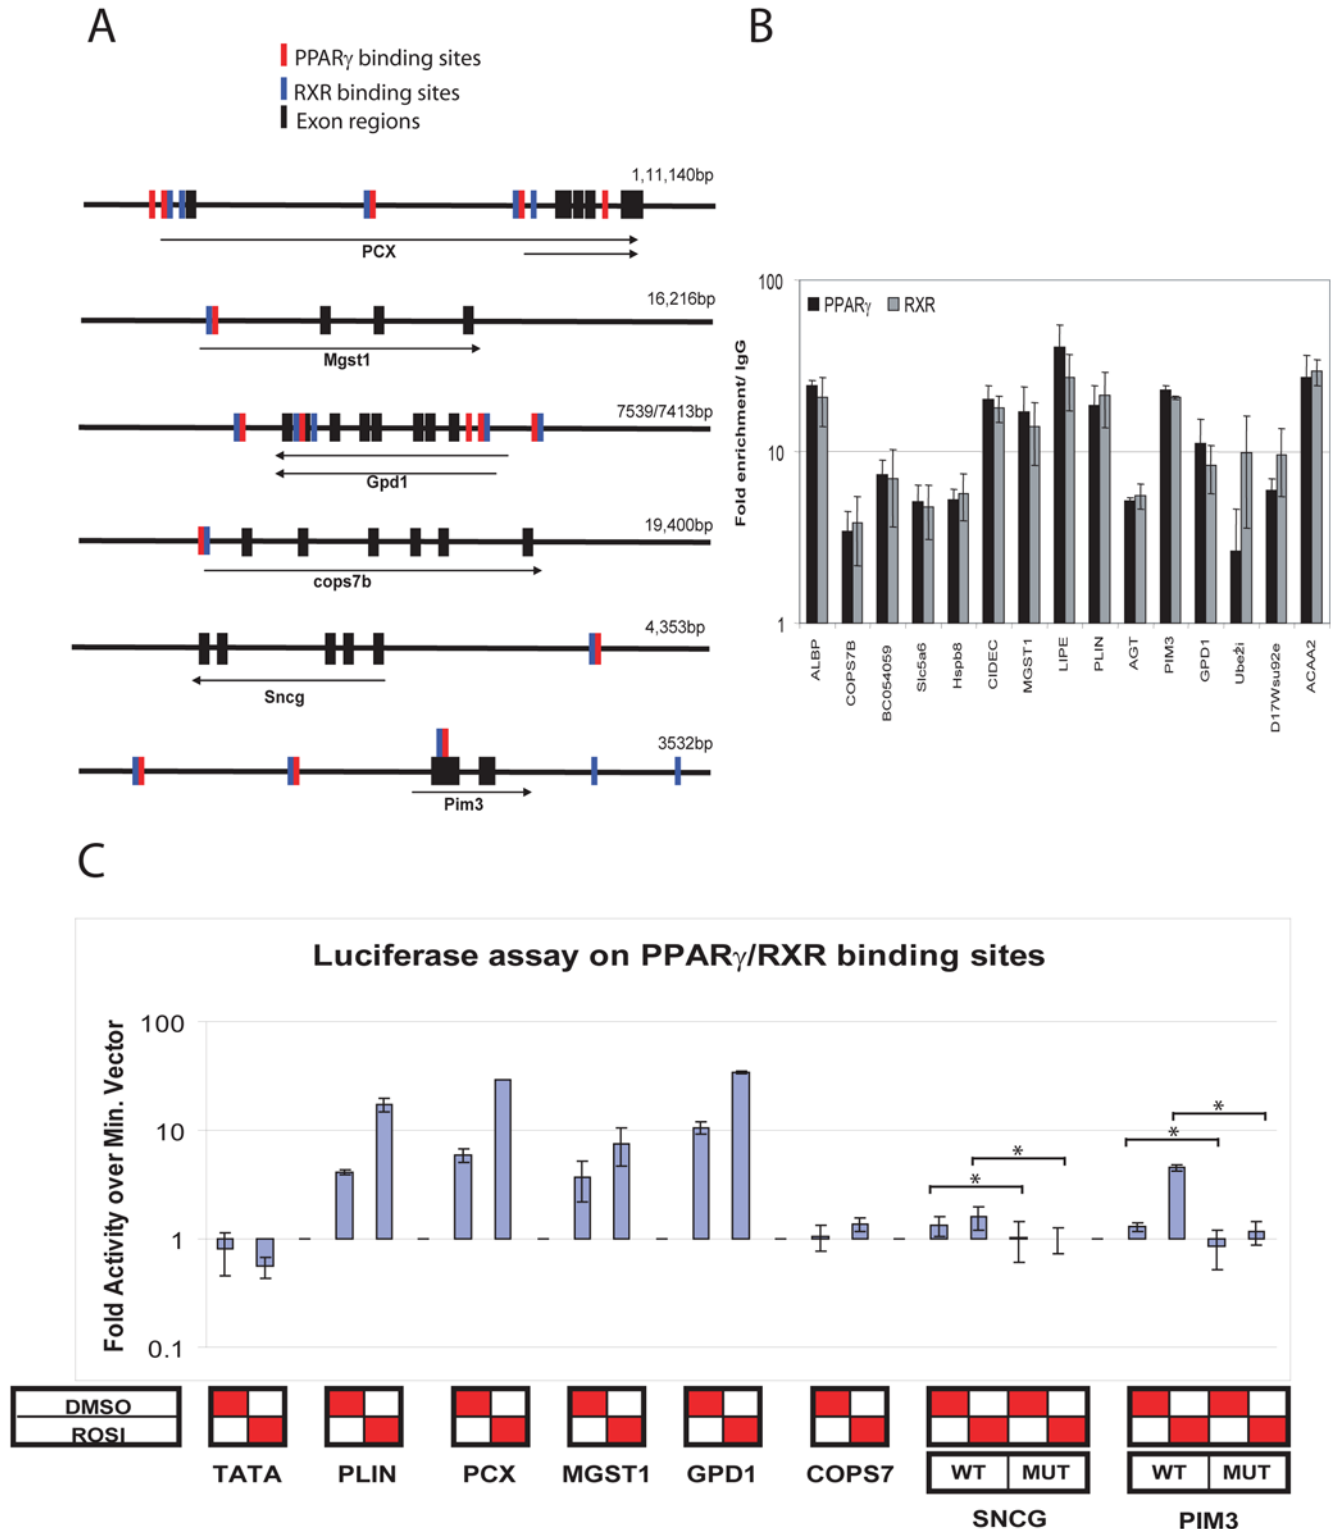 A
PPARγ binding sites
RXR binding sites
Exon regions
1,11,140bp
PCX
16,216bp
Mgst1
7539/7413bp
Gpd1
19,400bp
cops7b
4,353bp
Sncg
3532bp
Pim3
B
Fold enrichment/ IgG
100
10
1
PPARγ RXR
ALBP
COPS7B
BC054059
Slc5a6
Hspb8
CIDEC
MGST1
LIPE
PLIN
AGT
PIM3
GPD1
D17Wsu92e
ACAA2
C
Luciferase assay on PPARγ/RXR binding sites
Fold Activity over Min. Vector
100
10
1
0.1
* * * *
DMSO
ROSI
TATA PLIN PCX MGST1 GPD1 COPS7
WT MUT WT MUT
SNCG PIM3